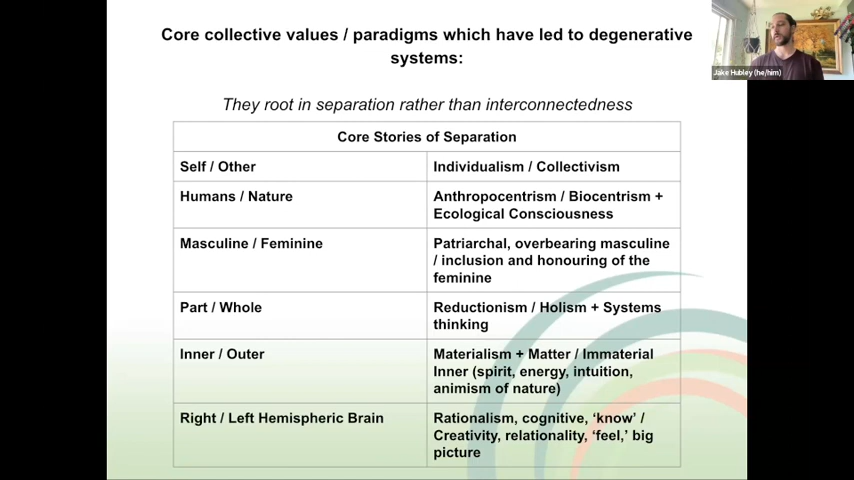 Core collective values / paradigms which have led to degenerative
systems:
Jake Hubley (he/him)
They root in separation rather than interconnectedness
Core Stories of Separation
Self / Other
Individualism / Collectivism
Humans / Nature
Anthropocentrism / Biocentrism +
Ecological Consciousness
Masculine / Feminine
Patriarchal, overbearing masculine
/ inclusion and honouring of the
feminine
Part / Whole
Reductionism / Holism + Systems
thinking
Inner / Outer
Materialism + Matter / Immaterial
Inner (spirit, energy, intuition,
animism of nature)
Right / Left Hemispheric Brain
Rationalism, cognitive, ‘know’ /
Creativity, relationality, ‘feel,’ big
picture